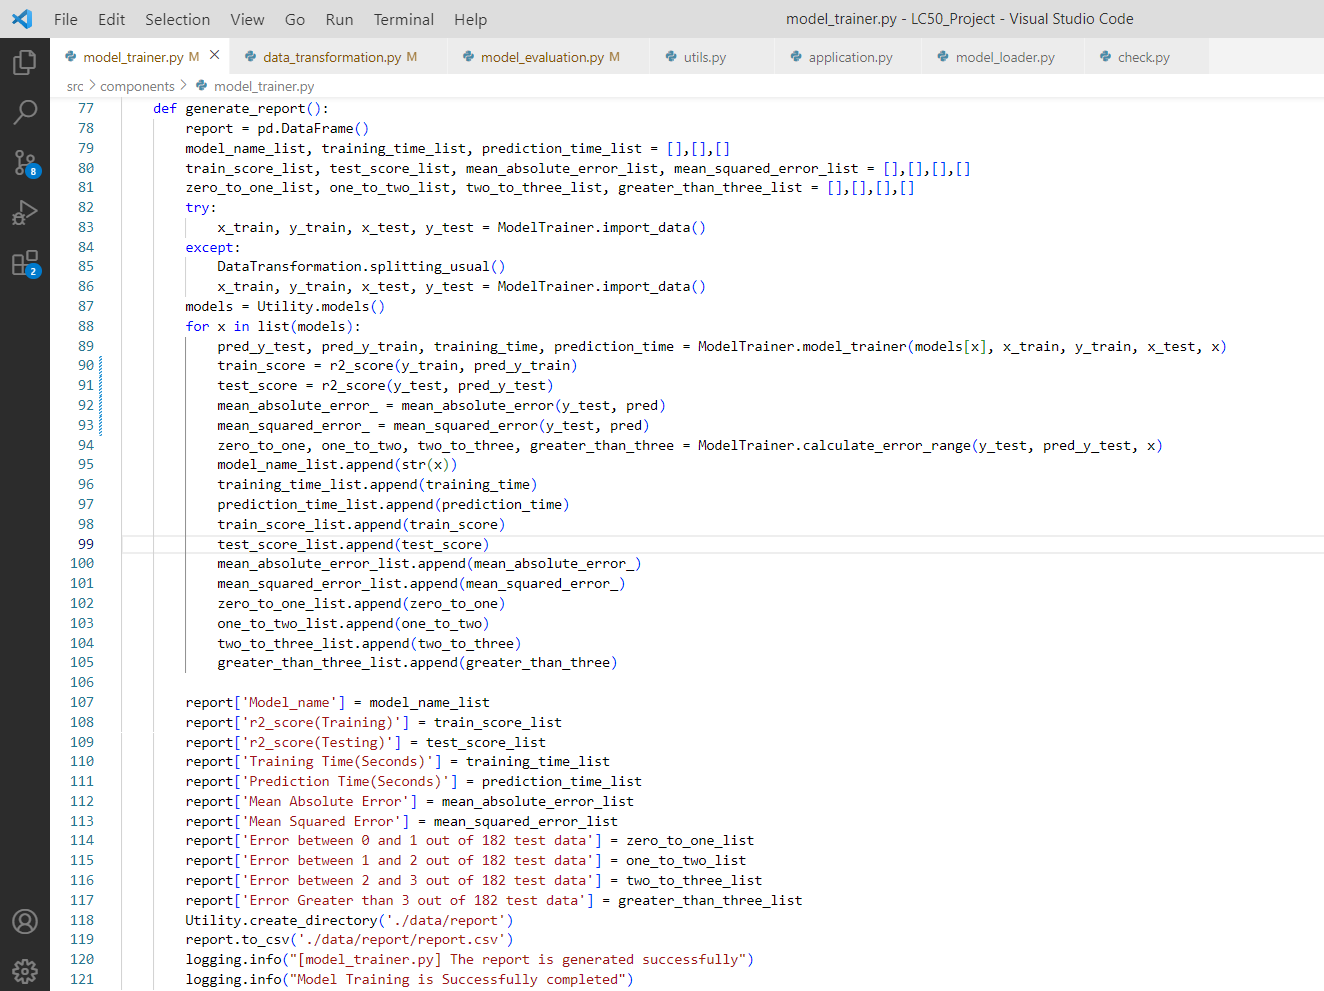 File Edit Selection View Go Run Terminal Help model_trainer.py - LC50_Project - Visual Studio Code
model_trainer.py M data_transformation.py M model_evaluation.py M utils.py application.py model_loader.py check.py
src > components > model_trainer.py
8
2
77 def generate_report():
78 report = pd.DataFrame()
79 model_name_list, training_time_list, prediction_time_list = [],[],[]
80 train_score_list, test_score_list, mean_absolute_error_list, mean_squared_error_list = [],[],[],[]
81 zero_to_one_list, one_to_two_list, two_to_three_list, greater_than_three_list = [],[],[],[]
82 try:
83 x_train, y_train, x_test, y_test = ModelTrainer.import_data()
84 except:
85 DataTransformation.splitting_usual()
86 x_train, y_train, x_test, y_test = ModelTrainer.import_data()
87 models = Utility.models()
88 for x in list(models):
89 pred_y_test, pred_y_train, training_time, prediction_time = ModelTrainer.model_trainer(models[x], x_train, y_train, x_test, x)
90 train_score = r2_score(y_train, pred_y_train)
91 test_score = r2_score(y_test, pred_y_test)
92 mean_absolute_error_ = mean_absolute_error(y_test, pred)
93 mean_squared_error_ = mean_squared_error(y_test, pred)
94 zero_to_one, one_to_two, two_to_three, greater_than_three = ModelTrainer.calculate_error_range(y_test, pred_y_test, x)
95 model_name_list.append(str(x))
96 training_time_list.append(training_time)
97 prediction_time_list.append(prediction_time)
98 train_score_list.append(train_score)
99 test_score_list.append(test_score)
100 mean_absolute_error_list.append(mean_absolute_error_)
101 mean_squared_error_list.append(mean_squared_error_)
102 zero_to_one_list.append(zero_to_one)
103 one_to_two_list.append(one_to_two)
104 two_to_three_list.append(two_to_three)
105 greater_than_three_list.append(greater_than_three)
106
107 report['Model_name'] = model_name_list
108 report['r2_score(Training)'] = train_score_list
109 report['r2_score(Testing)'] = test_score_list
110 report['Training Time(Seconds)'] = training_time_list
111 report['Prediction Time(Seconds)'] = prediction_time_list
112 report['Mean Absolute Error'] = mean_absolute_error_list
113 report['Mean Squared Error'] = mean_squared_error_list
114 report['Error between 0 and 1 out of 182 test data'] = zero_to_one_list
115 report['Error between 1 and 2 out of 182 test data'] = one_to_two_list
116 report['Error between 2 and 3 out of 182 test data'] = two_to_three_list
117 report['Error Greater than 3 out of 182 test data'] = greater_than_three_list
118 Utility.create_directory('./data/report')
119 report.to_csv('./data/report/report.csv')
120 logging.info("[model_trainer.py] The report is generated successfully")
121 logging.info("Model Training is Successfully completed")